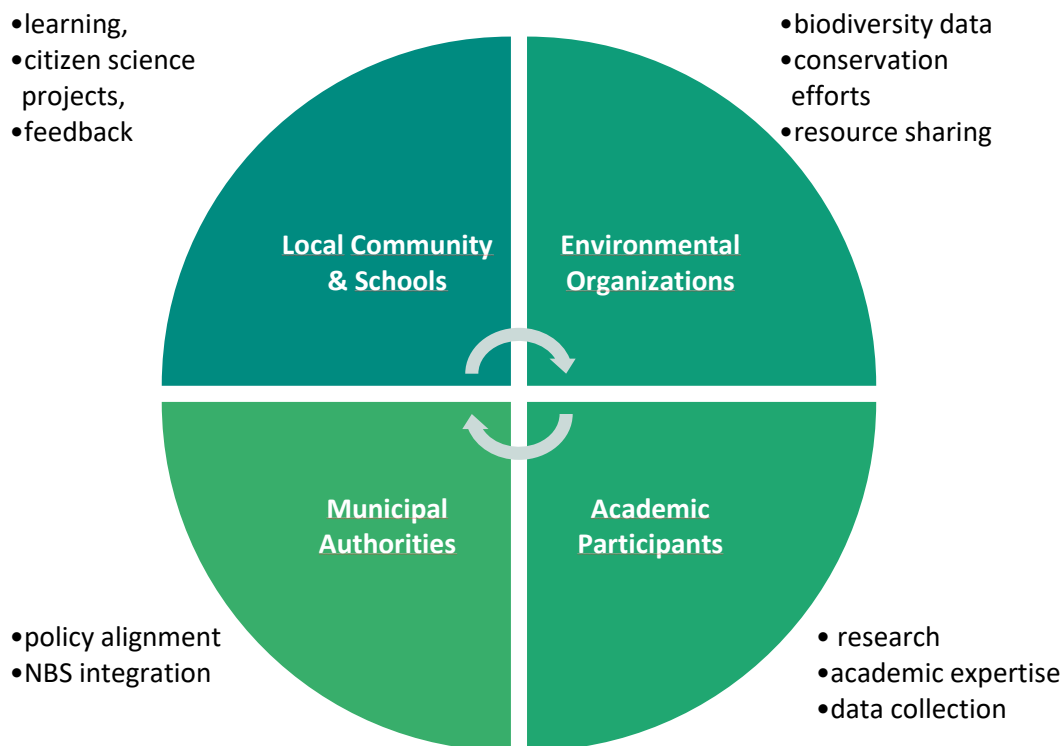 •learning,
•citizen science
projects,
•feedback
•biodiversity data
•conservation
efforts
•resource sharing
Local Community
& Schools
Environmental
Organizations
Municipal
Authorities
Academic
Participants
•policy alignment
•NBS integration
• research
•academic expertise
•data collection